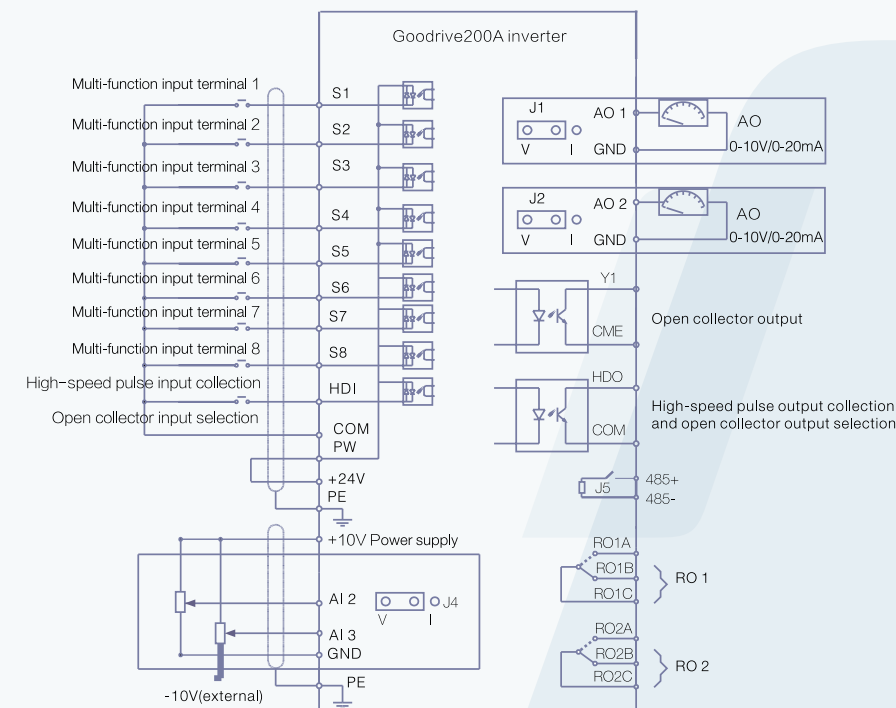 Goodrive200A inverter
Multi-function input terminal 1
S1
Multi-function input terminal 2
S2
Multi-function input terminal 3
S3
Multi-function input terminal 4
S4
Multi-function input terminal 5
S5
Multi-function input terminal 6
S6
Multi-function input terminal 7
S7
Multi-function input terminal 8
S8
High-speed pulse input collection
HDI
Open collector input selection
COM
PW
+24V
PE
+10V Power supply
AI 2
J4
V I
AI 3
GND
-10V(external)
PE
J1
AO 1
AO
V I
GND
0-10V/0-20mA
J2
AO 2
AO
V I
GND
0-10V/0-20mA
Y1
CME
Open collector output
HDO
COM
High-speed pulse output collection
and open collector output selection
J5
485+
485-
RO1A
RO1B
RO1C
RO 1
RO2A
RO2B
RO2C
RO 2